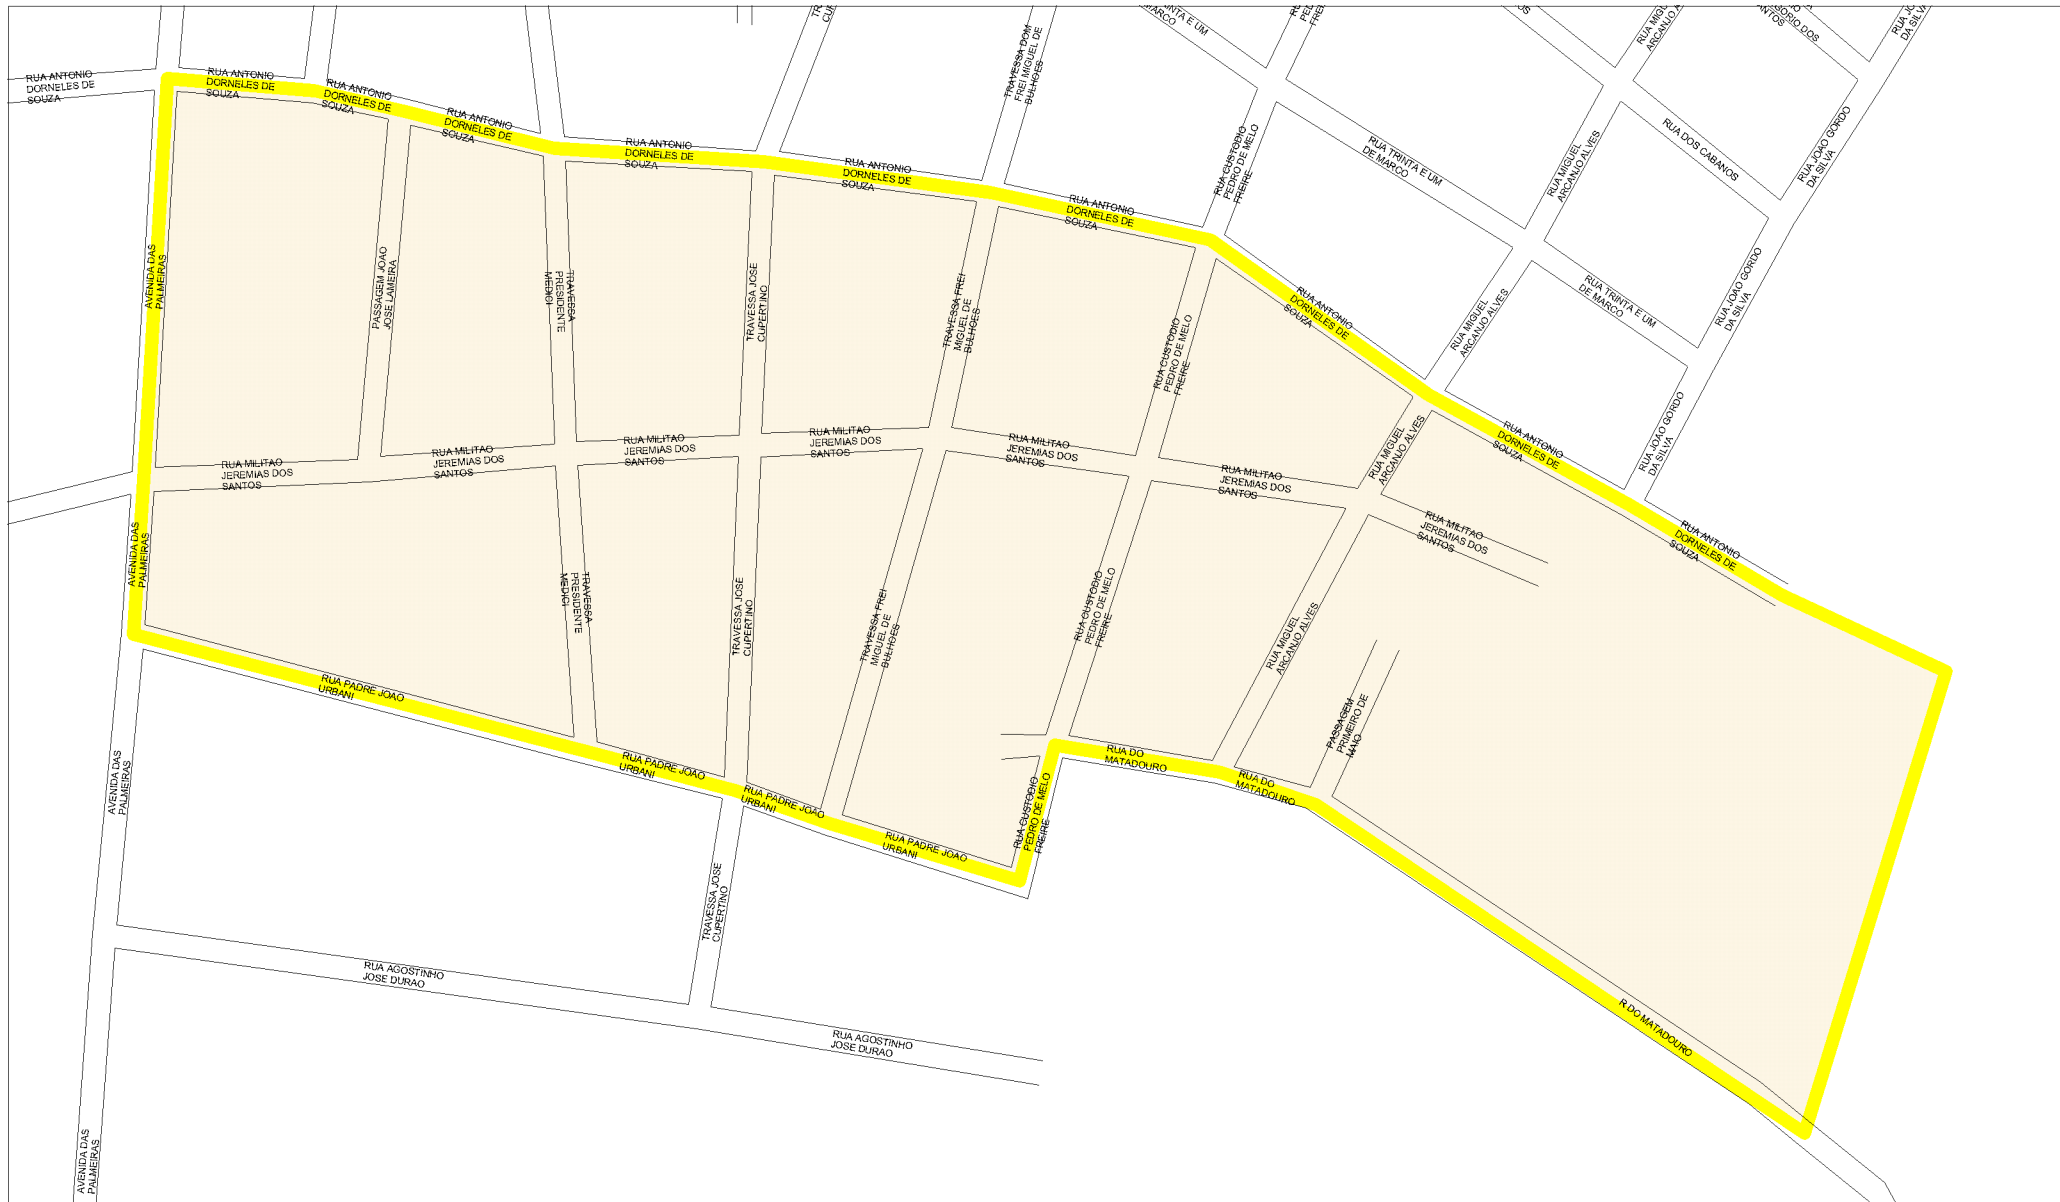 RUA ANTONIO
DORNELES DE
SOUZA
RUA ANTONIO
DORNELES DE
SOUZA
RUA ANTONIO
DORNELES DE
SOUZA
RUA ANTONIO
DORNELES DE
SOUZA
RUA ANTONIO
DORNELES DE
SOUZA
RUA ANTONIO
DORNELES DE
SOUZA
RUA ANTONIO
DORNELES DE
SOUZA
RUA ANTONIO
DORNELES DE
SOUZA
RUA ANTONIO
DORNELES DE
SOUZA
RUA ANTONIO
DORNELES DE
SOUZA
TRAVESSA DOM
FREI MIGUEL DE
BULHOES
MARCO
RUA CUSTODIO
PEDRO DE MELO
FREIRE
RUA TRINTA E UM
DE MARCO
RUA MIGUEL
ARCANJO ALVES
RUA DOS CABANOS
RUA JOAO GORDO
DA SILVA
RUA TRINTA E UM
DE MARCO
RUA JOAO GORDO
DA SILVA
RUA MIGUEL
ARCANJO ALVES
RUA JOAO GORDO
DA SILVA
DA SILVA
AVENIDA DAS
PALMEIRAS
PASSAGEM JOAO
JOSE LAMEIRA
TRAVESSA
PRESIDENTE
MEDICI
TRAVESSA JOSE
CUPERTINO
TRAVESSA FREI
MIGUEL DE
BULHOES
RUA CUSTODIO
PEDRO DE MELO
FREIRE
RUA MIGUEL
ARCANJO ALVES
RUA MILITAO
JEREMIAS DOS
SANTOS
RUA MILITAO
JEREMIAS DOS
SANTOS
RUA MILITAO
JEREMIAS DOS
SANTOS
RUA MILITAO
JEREMIAS DOS
SANTOS
RUA MILITAO
JEREMIAS DOS
SANTOS
RUA MILITAO
JEREMIAS DOS
SANTOS
RUA MILITAO
JEREMIAS DOS
SANTOS
AVENIDA DAS
PALMEIRAS
TRAVESSA
PRESIDENTE
MEDICI
TRAVESSA JOSE
CUPERTINO
TRAVESSA FREI
MIGUEL DE
BULHOES
RUA CUSTODIO
PEDRO DE MELO
FREIRE
RUA MIGUEL
ARCANJO ALVES
PASSAGEM
PRIMEIRO DE
MAIO
RUA PADRE JOAO
URBANI
RUA PADRE JOAO
URBANI
RUA PADRE JOAO
URBANI
RUA PADRE JOAO
URBANI
RUA CUSTODIO
PEDRO DE MELO
FREIRE
RUA DO
MATADOURO
RUA DO
MATADOURO
R DO MATADOURO
AVENIDA DAS
PALMEIRAS
TRAVESSA JOSE
CUPERTINO
RUA AGOSTINHO
JOSE DURAO
RUA AGOSTINHO
JOSE DURAO
AVENIDA DAS
PALMEIRAS